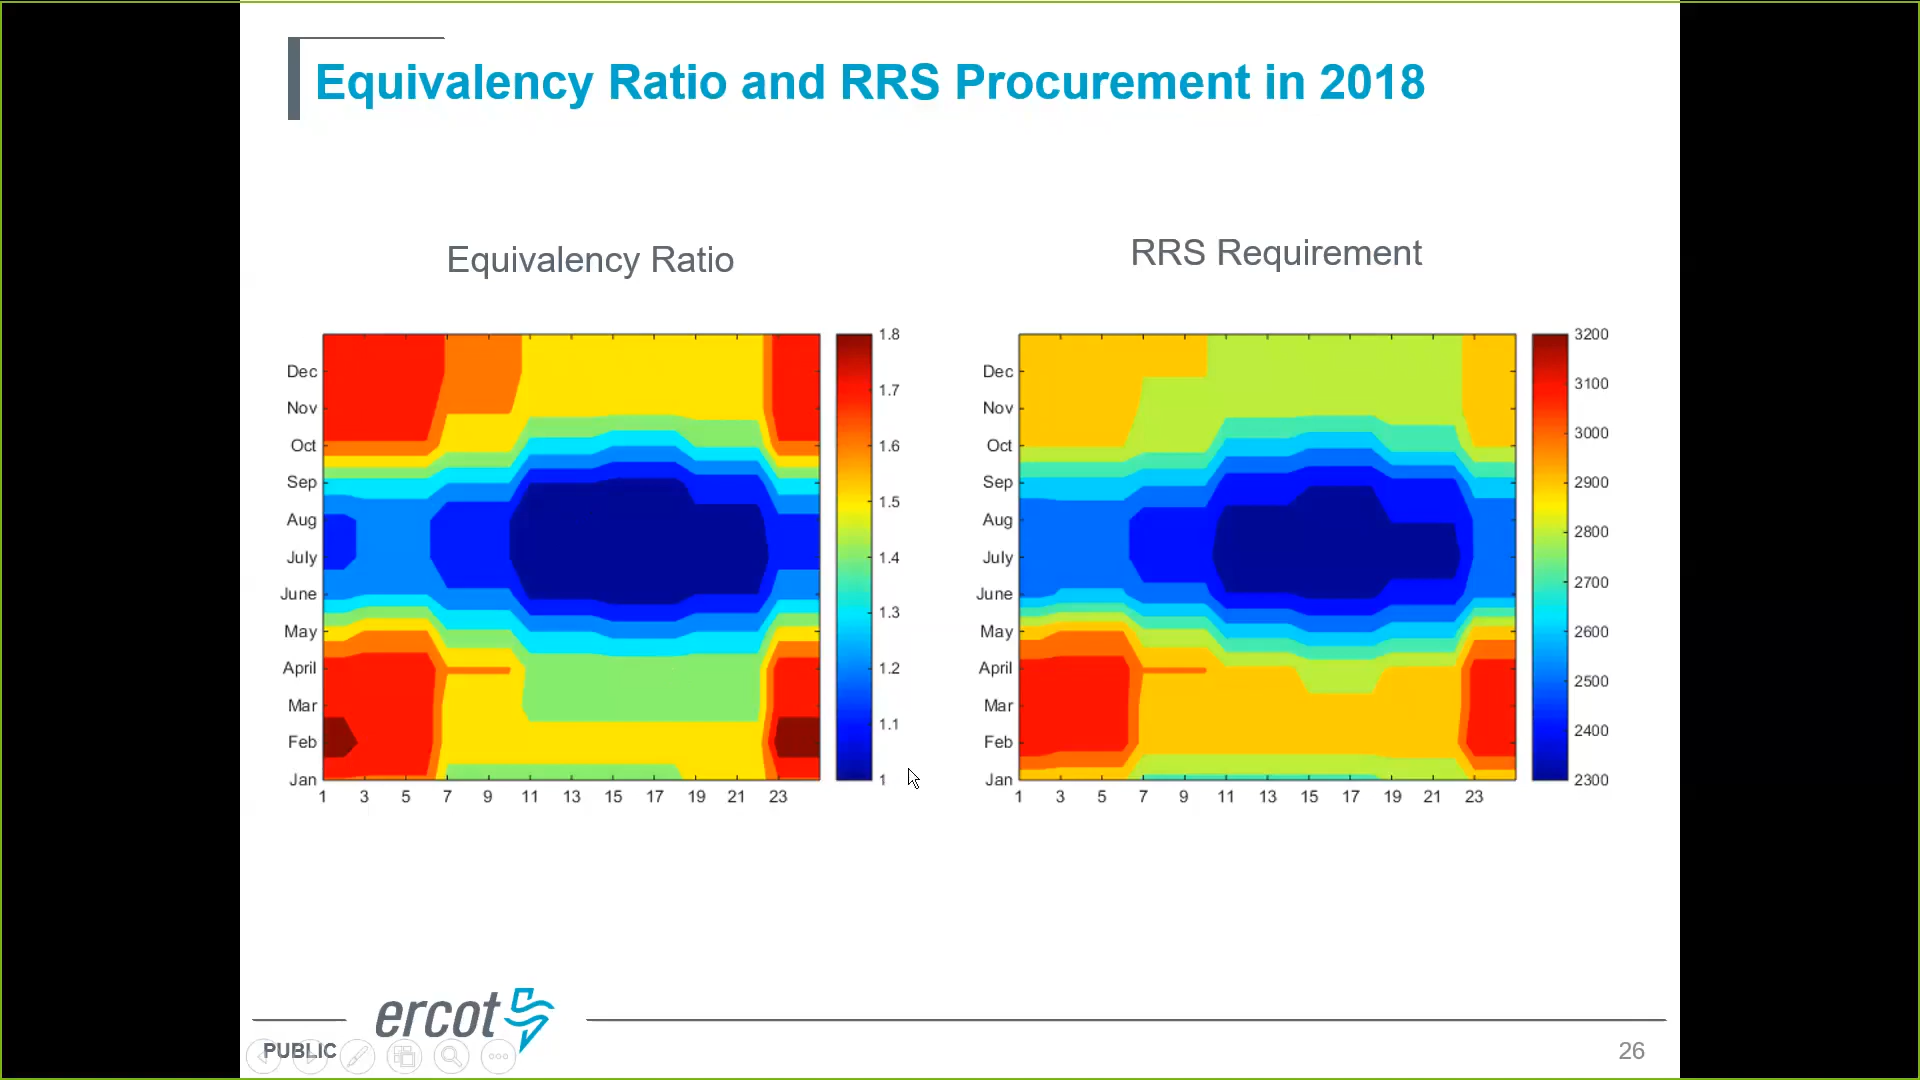 Equivalency Ratio and RRS Procurement in 2018
Equivalency Ratio
Dec
Nov
Oct
Sep
Aug
July
June
May
April
Mar
Feb
Jan
1 3 5 7 9 11 13 15 17 19 21 23
1.8
1.7
1.6
1.5
1.4
1.3
1.2
1.1
1
RRS Requirement
Dec
Nov
Oct
Sep
Aug
July
June
May
April
Mar
Feb
Jan
1 3 5 7 9 11 13 15 17 19 21 23
3200
3100
3000
2900
2800
2700
2600
2500
2400
2300
ercot
PUBLIC
26